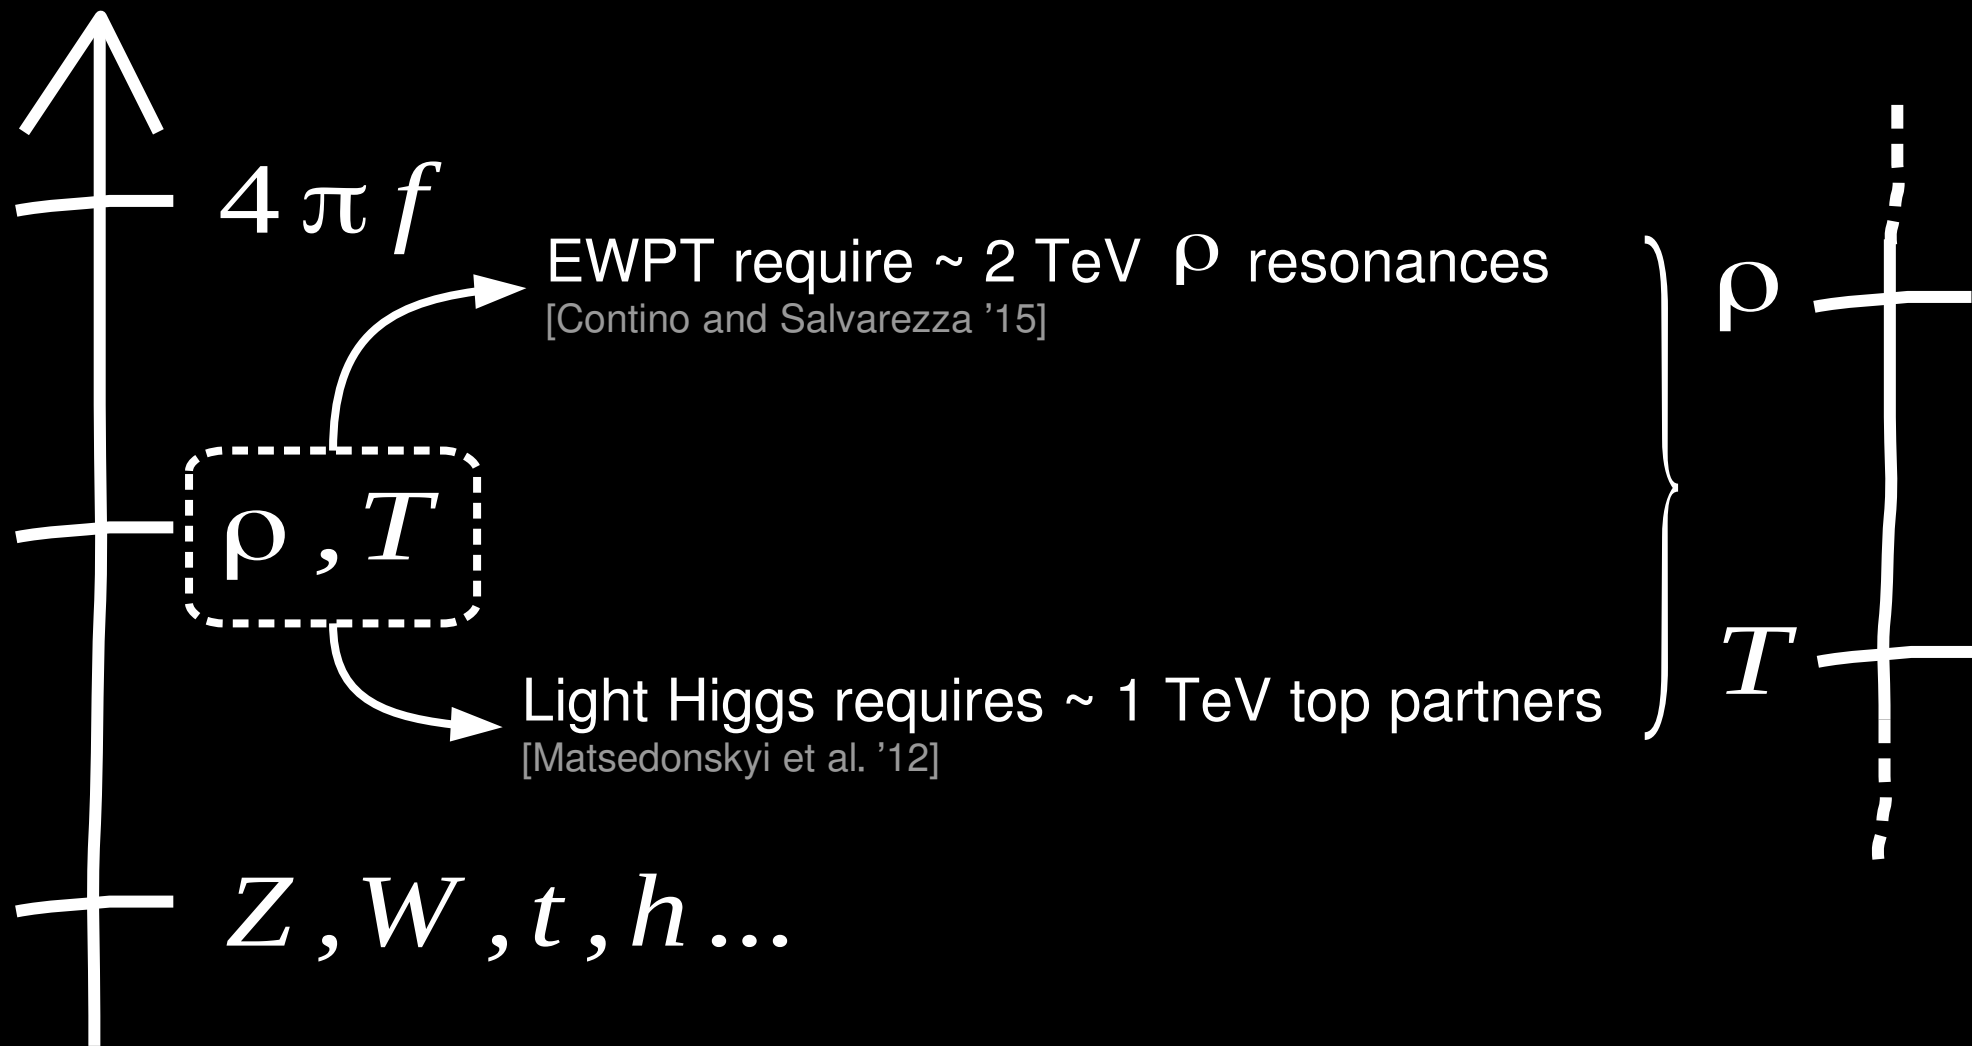 4 π f
EWPT require ~ 2 TeV ρ resonances
[Contino and Salvarezza ’15]
ρ
ρ , T
T
Light Higgs requires ~ 1 TeV top partners
[Matsedonskyi et al. ’12]
Z , W , t , h ...